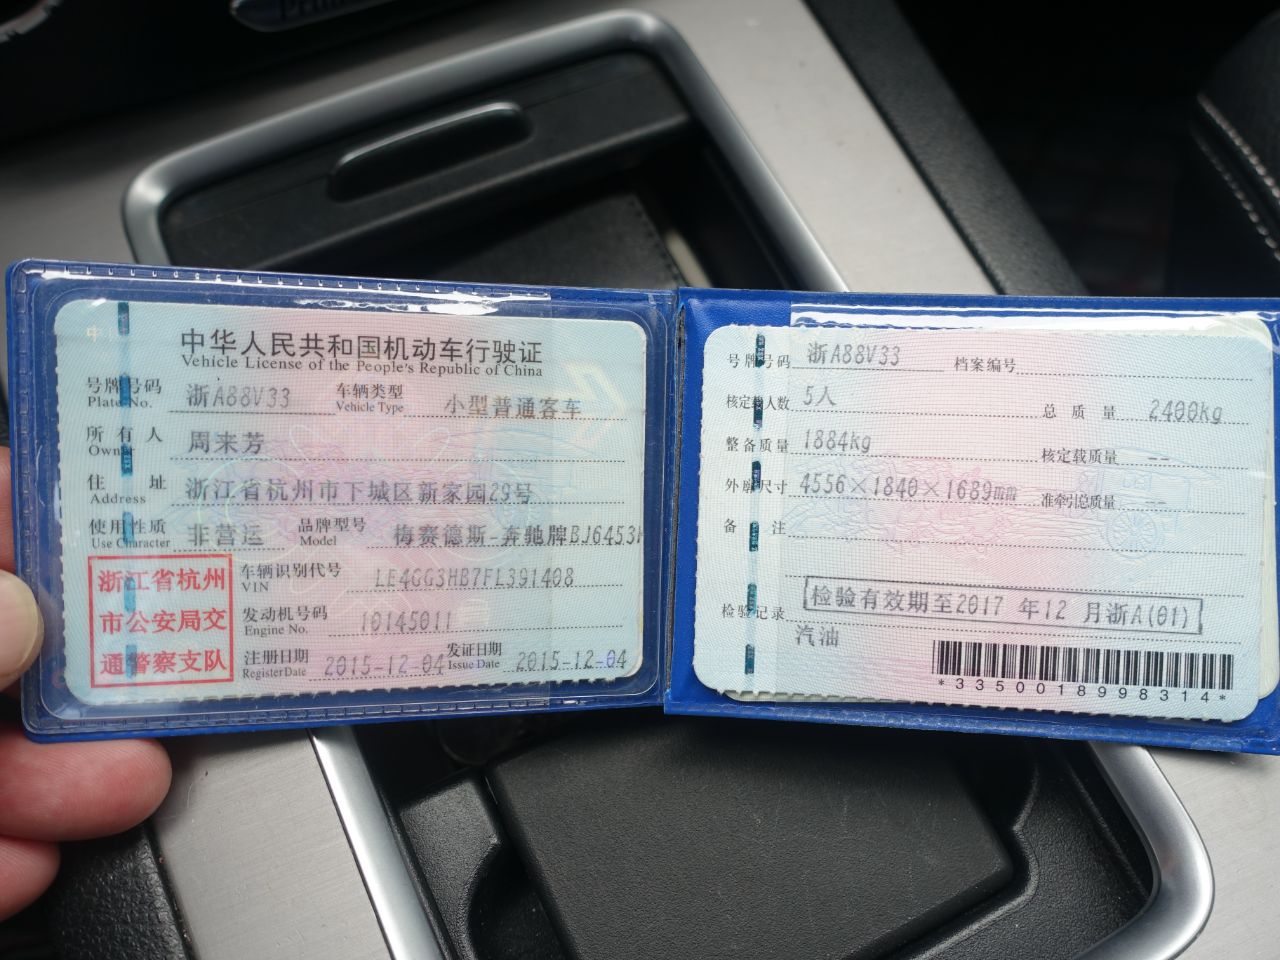 中华人民共和国机动车行驶证
Vehicle License of the People's Republic of China
号牌号码 浙A88V33 车辆类型 小型普通客车
Plate No. Vehicle Type
所有人 周来芳
Owner
住址 浙江省杭州市下城区新家园29号
Address
使用性质 非营运 品牌型号 梅赛德斯-奔驰牌BJ6453
Use Character Model
浙江省杭州
市公安局交
通警察支队
车辆识别代号 LE4GG3HB7FL391408
VIN
发动机号码 10145011
Engine No.
注册日期 2015-12-04 发证日期 2015-12-04
Register Date Issue Date
号牌号码 浙A88V33 档案编号
核定载人数 5人 总质量 2400kg
整备质量 1884kg 核定载质量 --
外廓尺寸 4556×1840×1689mm 准牵引总质量 --
备注
检验记录 检验有效期至2017 年12 月浙A(01)
汽油
*3350018998314*